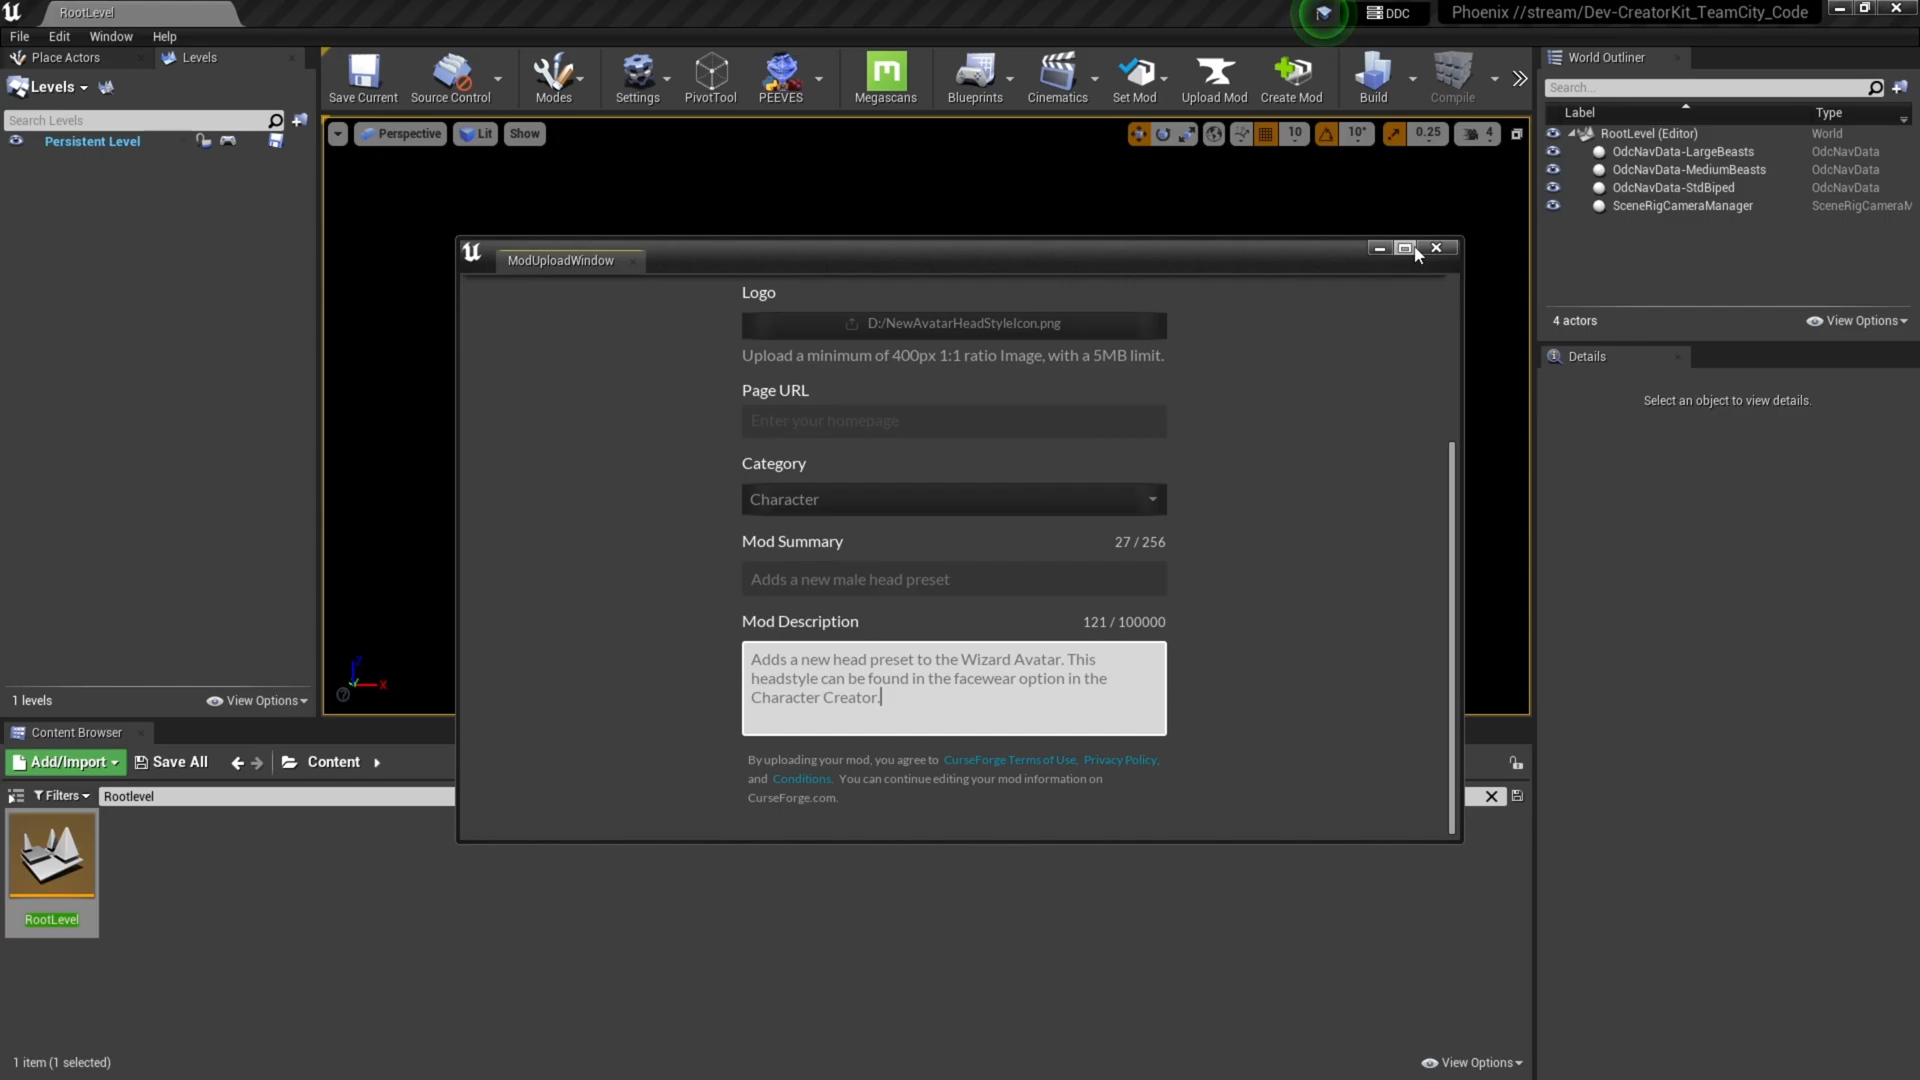 RootLevel
DDC
Phoenix //stream/Dev-CreatorKit_TeamCity_Code
File Edit Window Help
Place Actors
Levels
Levels
Search Levels
Persistent Level
1 levels
View Options
Save Current
Source Control
Modes
Settings
PivotTool
PEEVES
Megascans
Blueprints
Cinematics
Set Mod
Upload Mod
Create Mod
Build
Compile
Perspective
Lit
Show
10
10°
0.25
4
ModUploadWindow
Logo
D:/NewAvatarHeadStyleIcon.png
Upload a minimum of 400px 1:1 ratio Image, with a 5MB limit.
Page URL
Enter your homepage
Category
Character
Mod Summary 27 / 256
Adds a new male head preset
Mod Description 121 / 100000
Adds a new head preset to the Wizard Avatar. This
headstyle can be found in the facewear option in the
Character Creator.
By uploading your mod, you agree to CurseForge Terms of Use, Privacy Policy,
and Conditions. You can continue editing your mod information on
CurseForge.com.
World Outliner
Search...
Label Type
RootLevel (Editor) World
OdcNavData-LargeBeasts OdcNavData
OdcNavData-MediumBeasts OdcNavData
OdcNavData-StdBiped OdcNavData
SceneRigCameraManager SceneRigCameraM
4 actors
View Options
Details
Select an object to view details.
Content Browser
Add/Import
Save All
Content
Filters
Rootlevel
RootLevel
1 item (1 selected)
View Options